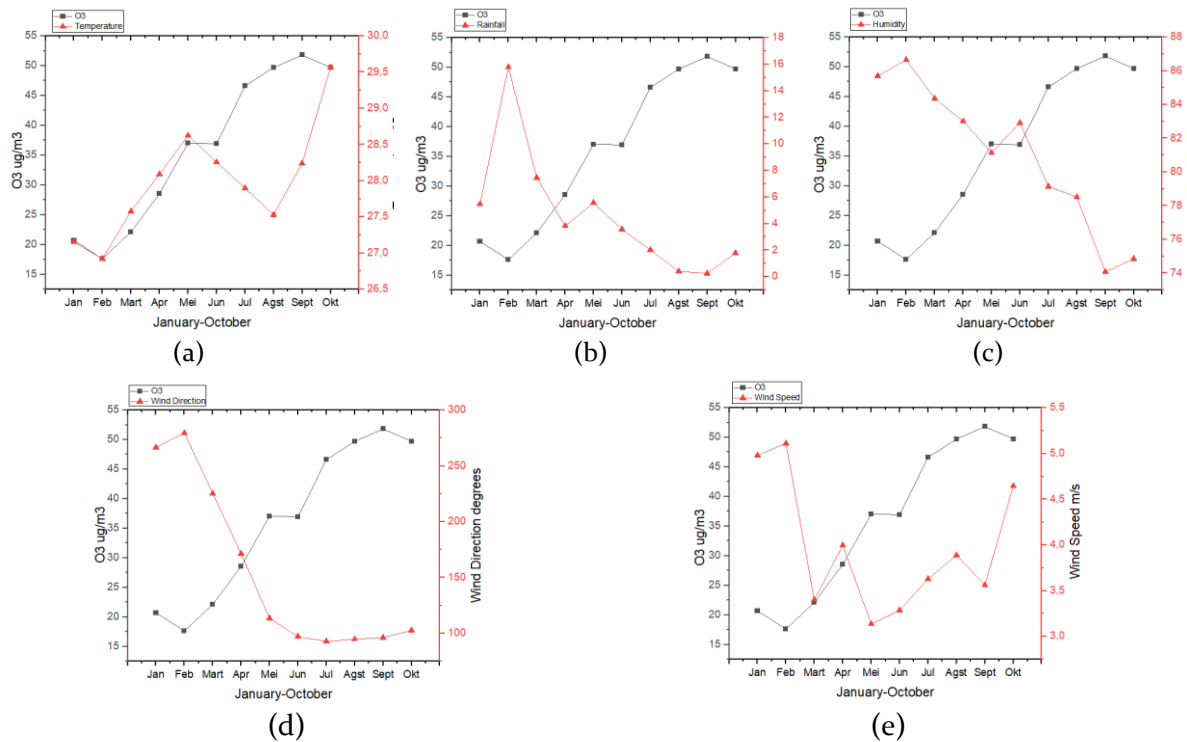 O3
Temperature
55
50
45
40
35
30
25
20
15
O3 ug/m3
30.0
29.5
29.0
28.5
28.0
27.5
27.0
26.5
Jan Feb Mart Apr Mei Jun Jul Agst Sept Okt
January-October
(a)
O3
Rainfall
55
50
45
40
35
30
25
20
15
O3 ug/m3
18
16
14
12
10
8
6
4
2
0
Jan Feb Mart Apr Mei Jun Jul Agst Sept Okt
January-October
(b)
O3
Humidity
55
50
45
40
35
30
25
20
15
O3 ug/m3
88
86
84
82
80
78
76
74
Jan Feb Mart Apr Mei Jun Jul Agst Sept Okt
January-October
(c)
O3
Wind Direction
55
50
45
40
35
30
25
20
15
O3 ug/m3
300
250
200
150
100
Wind Direction degrees
Jan Feb Mart Apr Mei Jun Jul Agst Sept Okt
January-October
(d)
O3
Wind Speed
55
50
45
40
35
30
25
20
15
O3 ug/m3
5.5
5.0
4.5
4.0
3.5
3.0
Wind Speed m/s
Jan Feb Mart Apr Mei Jun Jul Agst Sept Okt
January-October
(e)